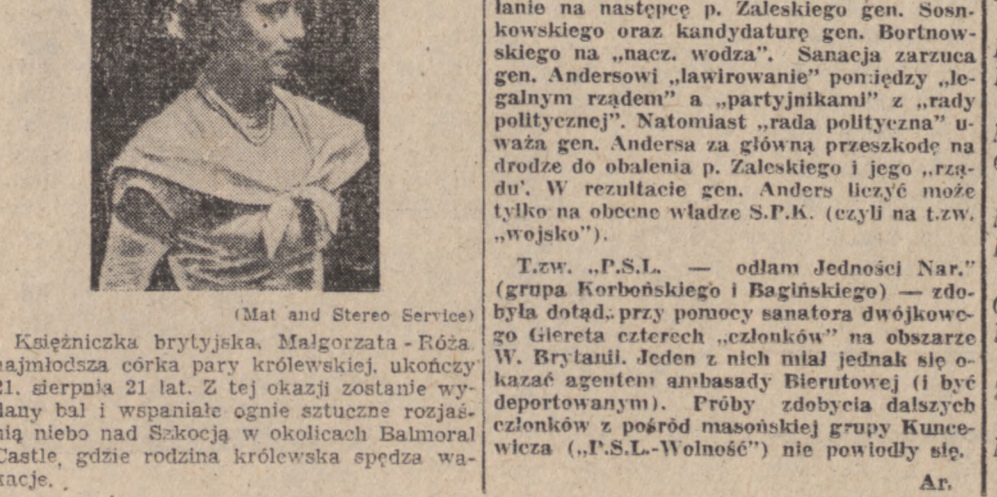 (Mat and Stereo Service)
Księżniczka brytyjska, Małgorzata - Róża
najmłodsza córka pary królewskiej, ukończy
21. sierpnia 21 lat. Z tej okazji zostanie wy-
dany bal i wspaniałe ognie sztuczne rozjaś-
nią niebo nad Szkocją w okolicach Balmoral
Castle, gdzie rodzina królewska spędza wa-
kacje.
łanie na następcę p. Zaleskiego gen. Sosn-
kowskiego oraz kandydaturę gen. Bortnow-
skiego na „nacz. wodza”. Sanacja zarzuca
gen. Andersowi „lawirowanie” pomiędzy „le-
galnym rządem” a „partyjnikami” z „rady
politycznej”. Natomiast „rada polityczna” u-
waża gen. Andersa za główną przeszkodę na
drodze do obalenia p. Zaleskiego i jego „rzą-
du'. W rezultacie gen. Anders liczyć może
tylko na obecne władze S.P.K. (czyli na t.zw.
„wojsko”).
T.zw. „P.S.L. — odłam Jedności Nar.”
(grupa Korbońskiego i Bagińskiego) — zdo-
była dotąd, przy pomocy sanatora dwójkowe-
go Giereta czterech „członków” na obszarze
W. Brytanii. Jeden z nich miał jednak się o-
kazać agentem ambasady Bierutowej (i być
deportowanym). Próby zdobycia dalszych
członków z pośród masońskiej grupy Kunce-
wicza („P.S.L.-Wolność”) nie powiodły się.
Ar.